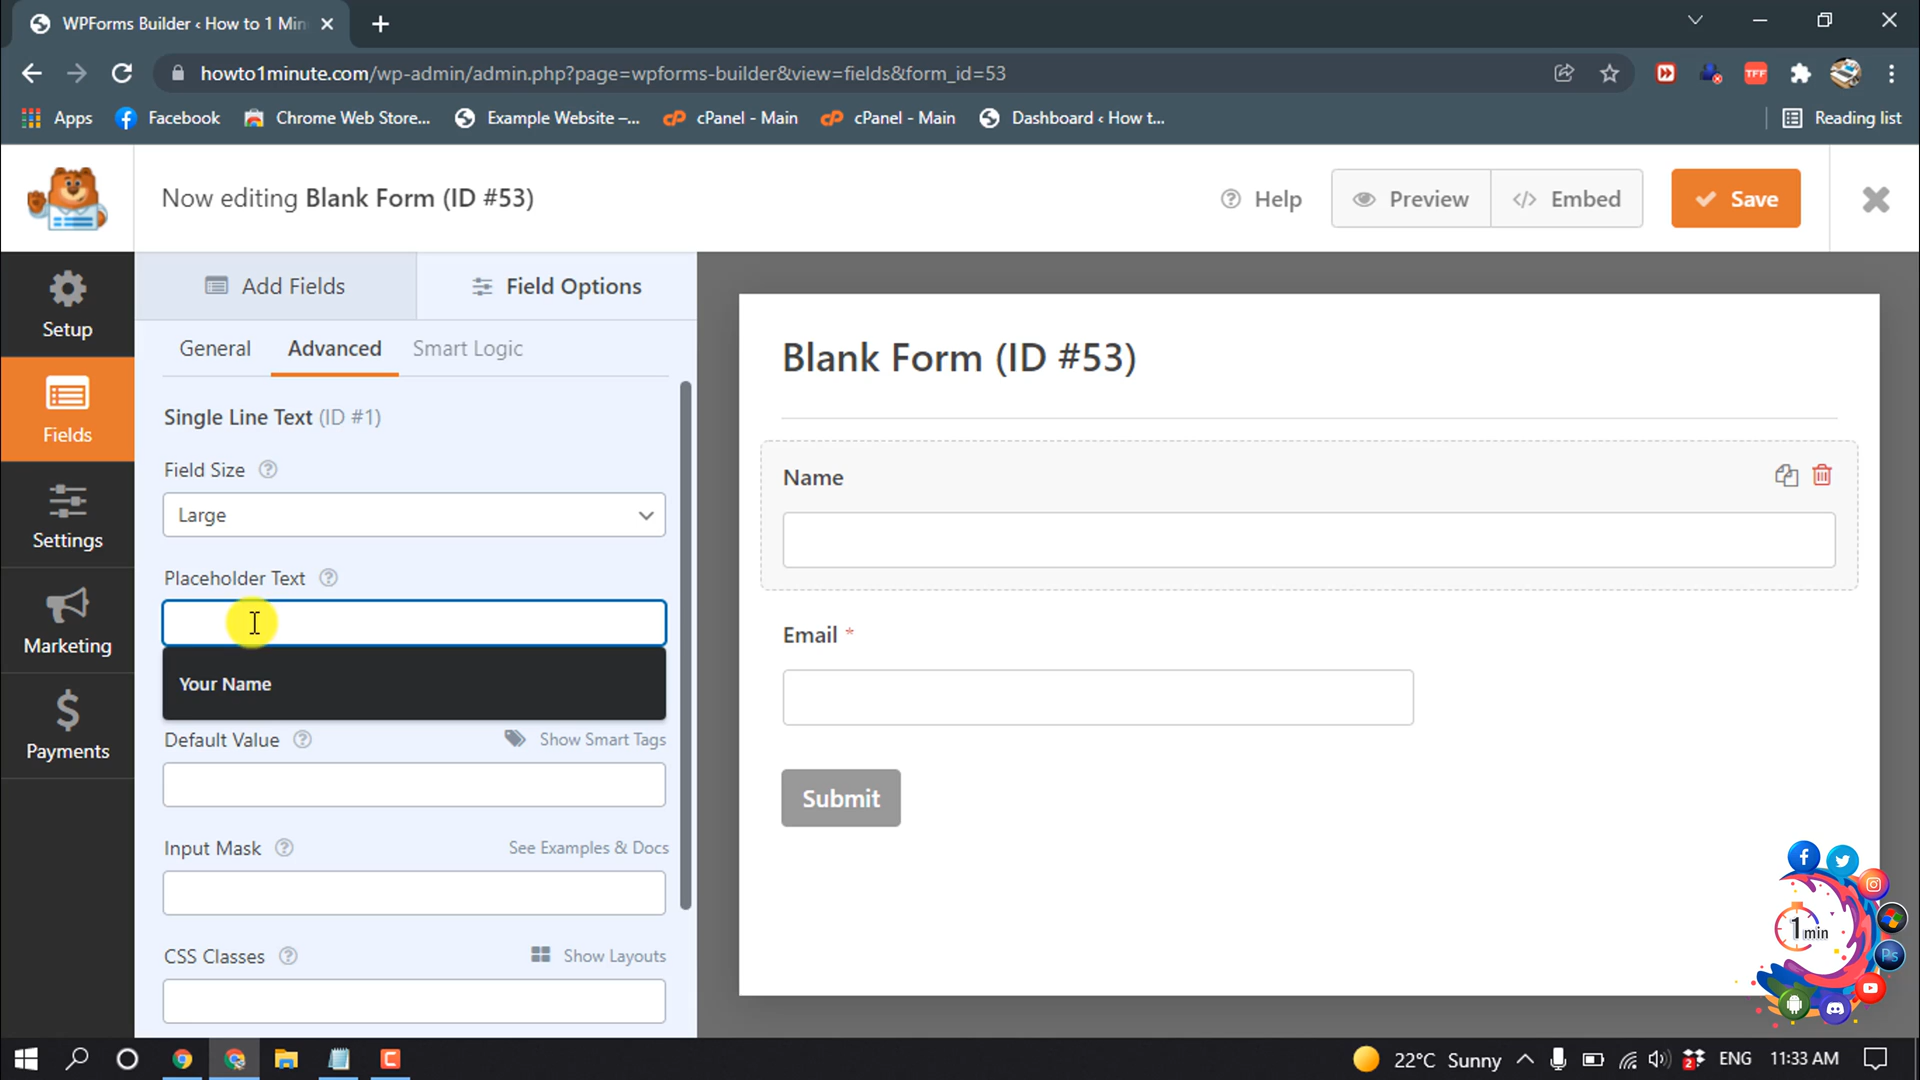 WPForms Builder ‹ How to 1 Min
howto1minute.com/wp-admin/admin.php?page=wpforms-builder&view=fields&form_id=53
TFF
Apps
Facebook
Chrome Web Store...
Example Website –...
cP cPanel - Main
cP cPanel - Main
Dashboard ‹ How t...
Reading list
Now editing Blank Form (ID #53)
Help
Preview
Embed
Save
Setup
Fields
Settings
Marketing
Payments
Add Fields
Field Options
General
Advanced
Smart Logic
Single Line Text (ID #1)
Field Size
Large
Placeholder Text
Your Name
Default Value
Show Smart Tags
Input Mask
See Examples & Docs
CSS Classes
Show Layouts
Blank Form (ID #53)
Name
Email *
Submit
1 min
Ps
22°C Sunny
2
ENG
11:33 AM